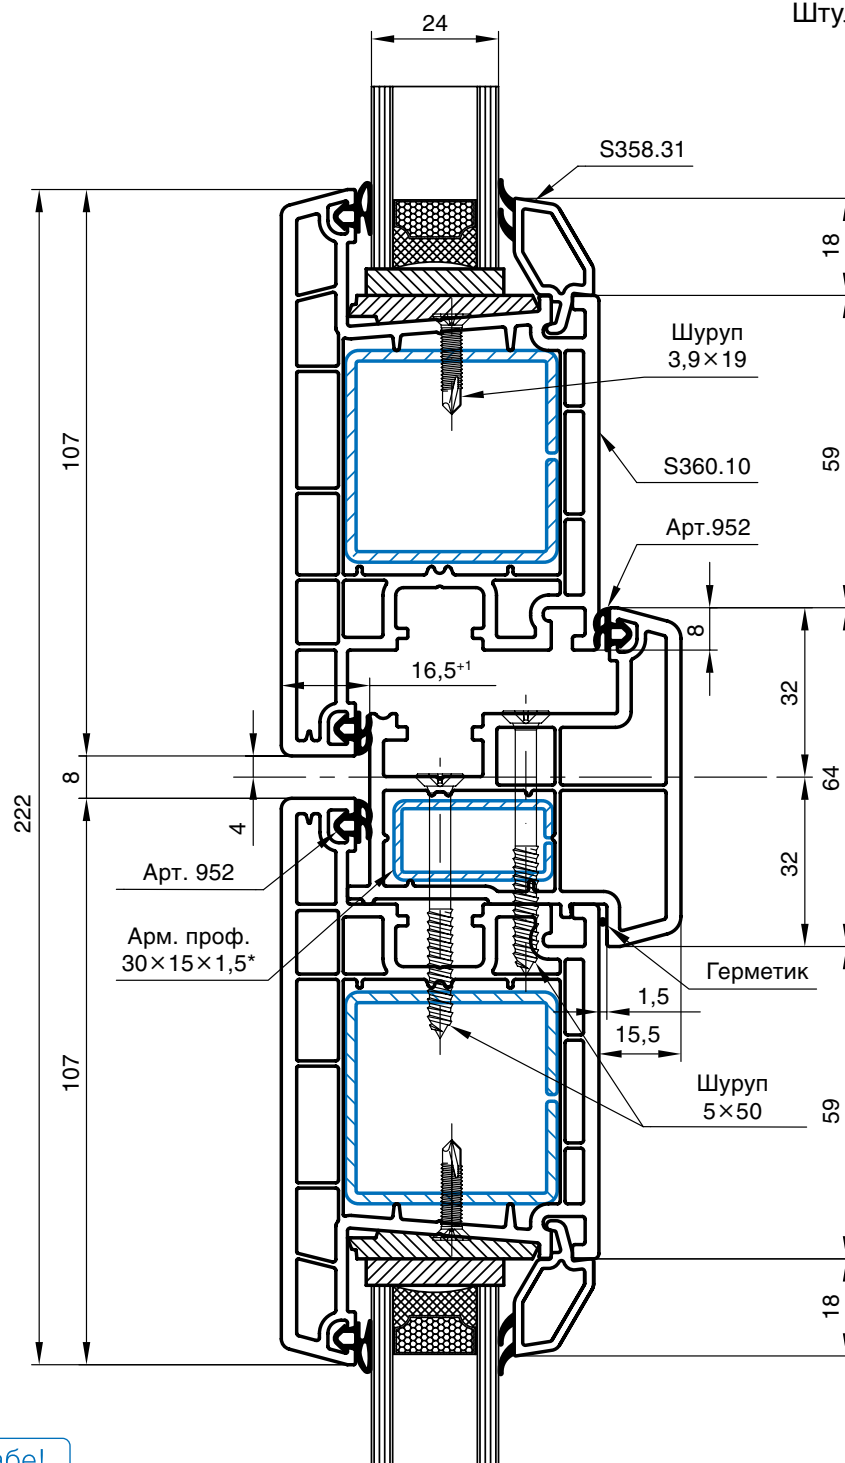 24
S358.31
18
Шуруп
3,9×19
107
59
S360.10
Арт.952
8
16,5+1
32
8
64
222
4
32
Арт. 952
Арм. проф.
30×15×1,5*
Герметик
1,5
15,5
107
Шуруп
5×50
59
18